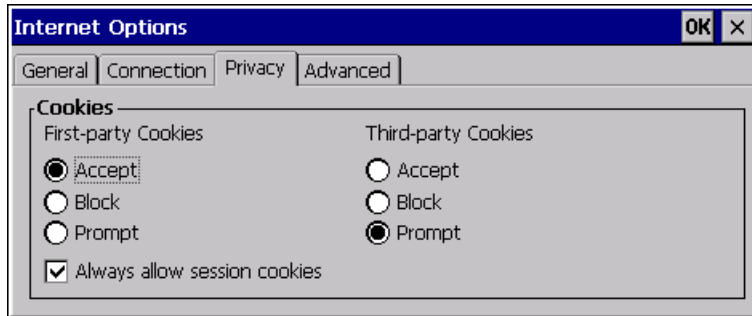 Internet Options OK ×
General Connection Privacy Advanced
Cookies
First-party Cookies Third-party Cookies
Accept Accept
Block Block
Prompt Prompt
Always allow session cookies